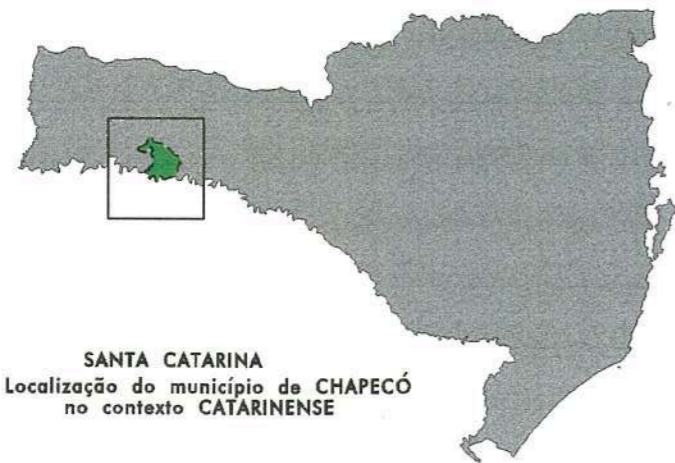 SANTA CATARINA
Localização do município de CHAPECÓ
no contexto CATARINENSE